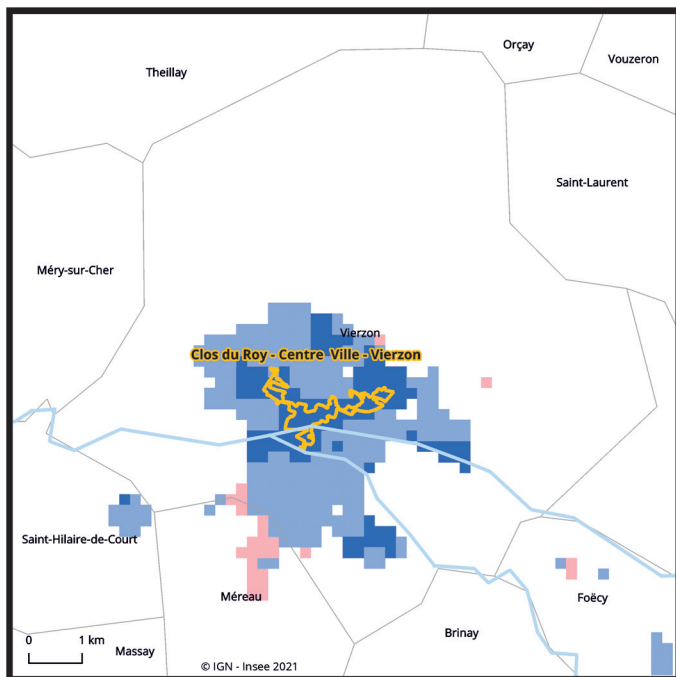 Orçay
Vouzeron
Theillay
Saint-Laurent
Méry-sur-Cher
Vierzon
Clos du Roy - Centre Ville - Vierzon
Saint-Hilaire-de-Court
Méreau
Foëcy
Brinay
0 1 km
Massay
© IGN - Insee 2021